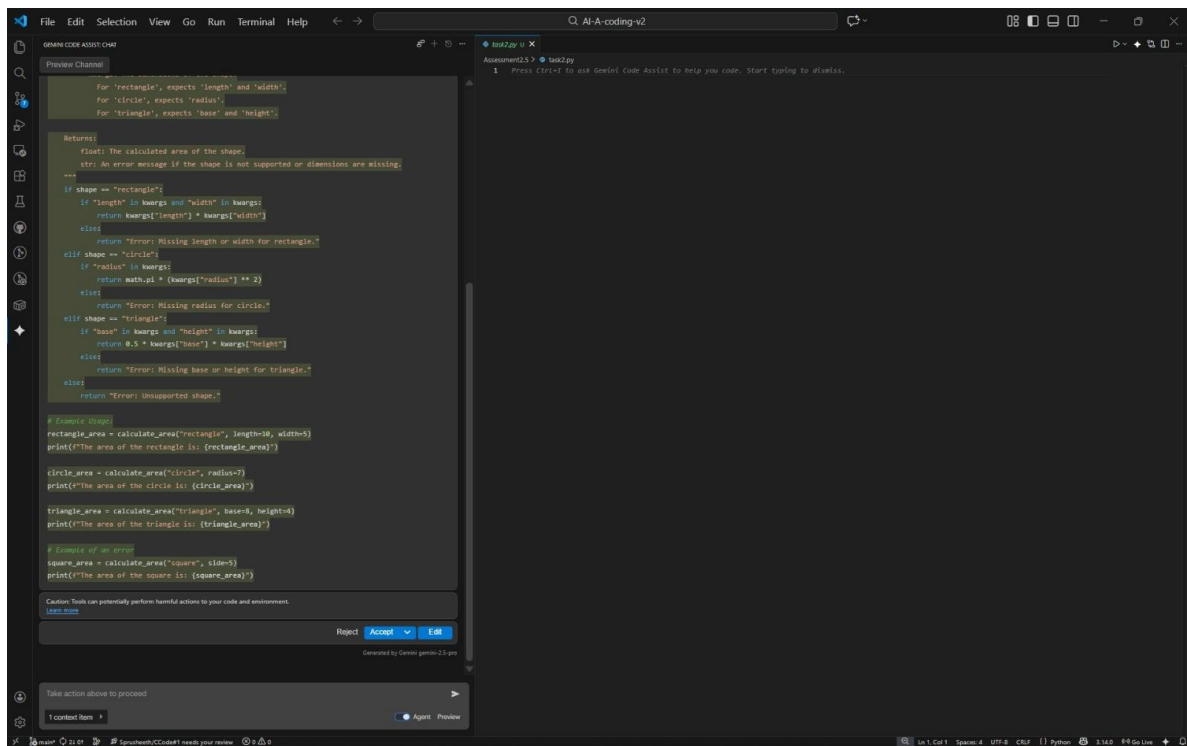 File Edit Selection View Go Run Terminal Help
AI-A-coding-v2
GEMINI CODE ASSIST: CHAT
Preview Channel
For 'rectangle', expects 'length' and 'width'.
For 'circle', expects 'radius'.
For 'triangle', expects 'base' and 'height'.
Returns:
float: The calculated area of the shape.
str: An error message if the shape is not supported or dimensions are missing.
"""
if shape == "rectangle":
if "length" in kwargs and "width" in kwargs:
return kwargs["length"] * kwargs["width"]
else:
return "Error: Missing length or width for rectangle."
elif shape == "circle":
if "radius" in kwargs:
return math.pi * (kwargs["radius"] ** 2)
else:
return "Error: Missing radius for circle."
elif shape == "triangle":
if "base" in kwargs and "height" in kwargs:
return 0.5 * kwargs["base"] * kwargs["height"]
else:
return "Error: Missing base or height for triangle."
else:
return "Error: Unsupported shape."
# Example Usage:
rectangle_area = calculate_area("rectangle", length=10, width=5)
print(f"The area of the rectangle is: {rectangle_area}")
circle_area = calculate_area("circle", radius=7)
print(f"The area of the circle is: {circle_area}")
triangle_area = calculate_area("triangle", base=8, height=4)
print(f"The area of the triangle is: {triangle_area}")
# Example of an error
square_area = calculate_area("square", side=5)
print(f"The area of the square is: {square_area}")
Caution: Tools can potentially perform harmful actions to your code and environment.
Learn more
Reject Accept Edit
Generated by Gemini gemini-2.5-pro
Take action above to proceed
1 context item
Agent Preview
task2.py U
Assessment2.5 > task2.py
1 Press Ctrl+I to ask Gemini Code Assist to help you code. Start typing to dismiss.
main* Sprusheeth/CCode#1 needs your review 0 0
Ln 1, Col 1 Spaces: 4 UTF-8 CRLF {} Python 3.14.0 Go Live